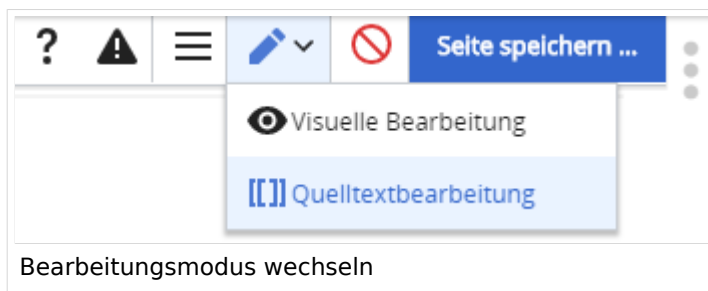 ? Seite speichern ...
Visuelle Bearbeitung
[[]] Quelltextbearbeitung
Bearbeitungsmodus wechseln